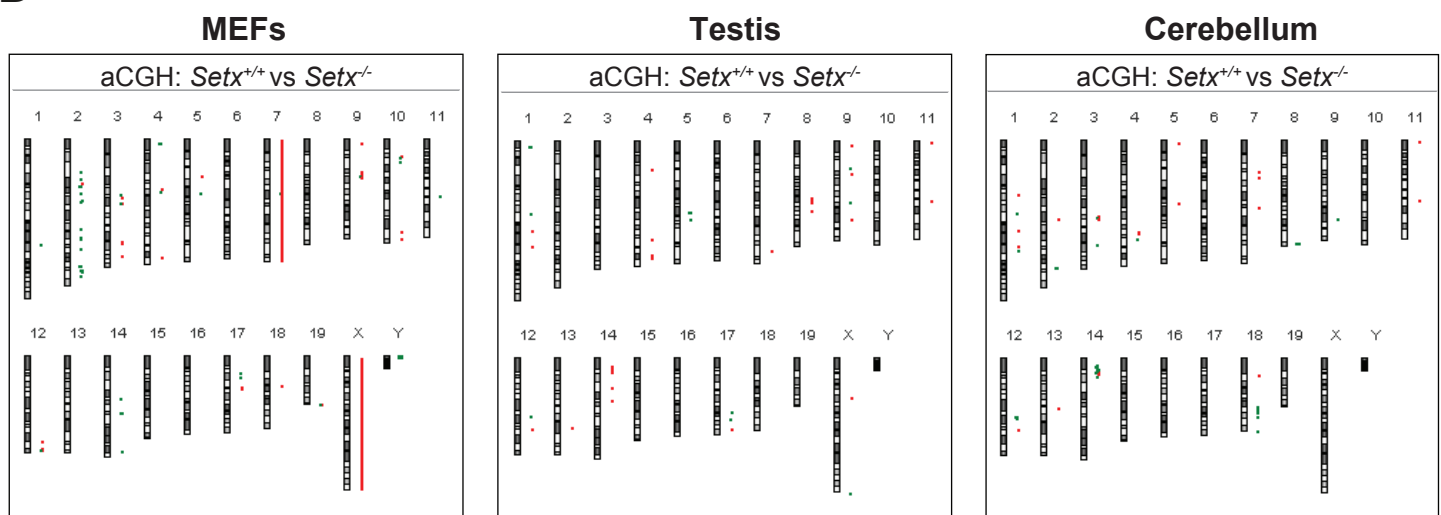 MEFs Testis Cerebellum
aCGH: Setx+/+ vs Setx-/- aCGH: Setx+/+ vs Setx-/- aCGH: Setx+/+ vs Setx-/-
1 2 3 4 5 6 7 8 9 10 11 1 2 3 4 5 6 7 8 9 10 11 1 2 3 4 5 6 7 8 9 10 11
12 13 14 15 16 17 18 19 X Y 12 13 14 15 16 17 18 19 X Y 12 13 14 15 16 17 18 19 X Y